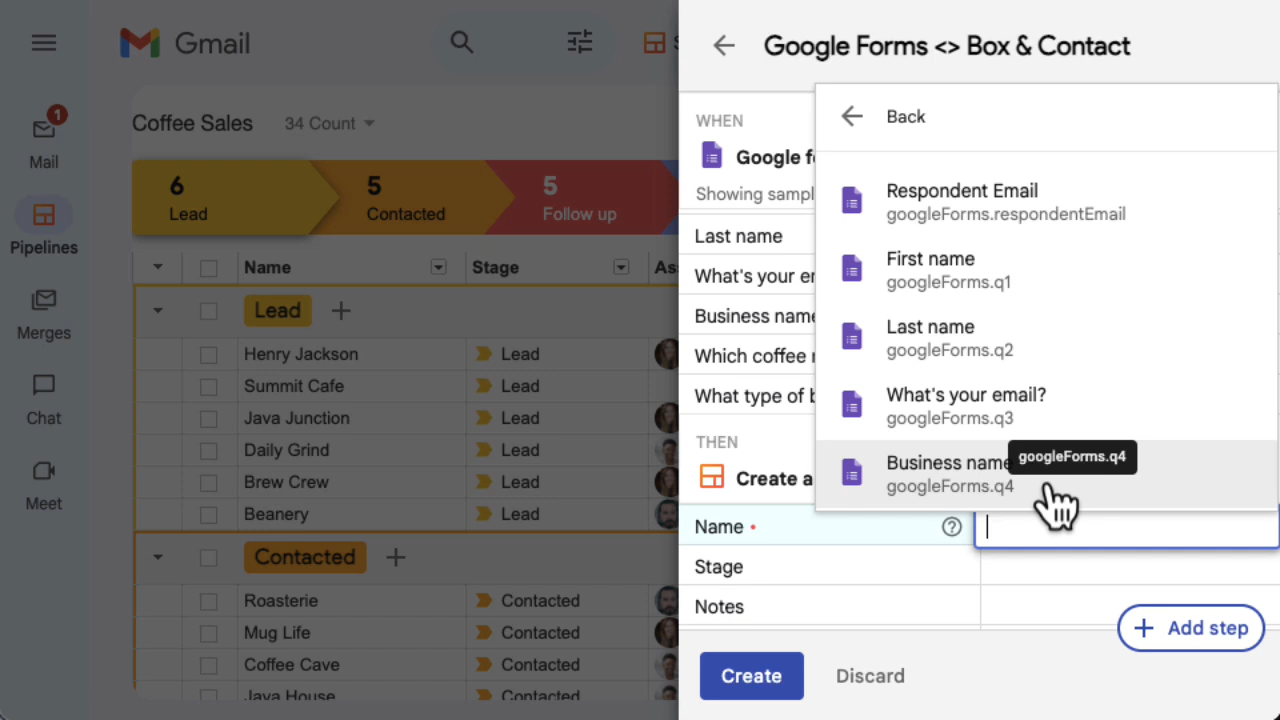 Gmail
S
1
Mail
Pipelines
Merges
Chat
Meet
Coffee Sales
34 Count
6
Lead
5
Contacted
5
Follow up
Name
Stage
As
Lead
Henry Jackson
Lead
Summit Cafe
Lead
Java Junction
Lead
Daily Grind
Lead
Brew Crew
Lead
Beanery
Lead
Contacted
Roasterie
Contacted
Mug Life
Contacted
Coffee Cave
Contacted
Java House
Contacted
Google Forms <> Box & Contact
WHEN
Google f
Showing sampl
Last name
What's your e
Business name
Which coffee
What type of b
THEN
Create a
Name •
?
Stage
Notes
Back
Respondent Email
googleForms.respondentEmail
First name
googleForms.q1
Last name
googleForms.q2
What's your email?
googleForms.q3
Business name
googleForms.q4
googleForms.q4
+ Add step
Create
Discard